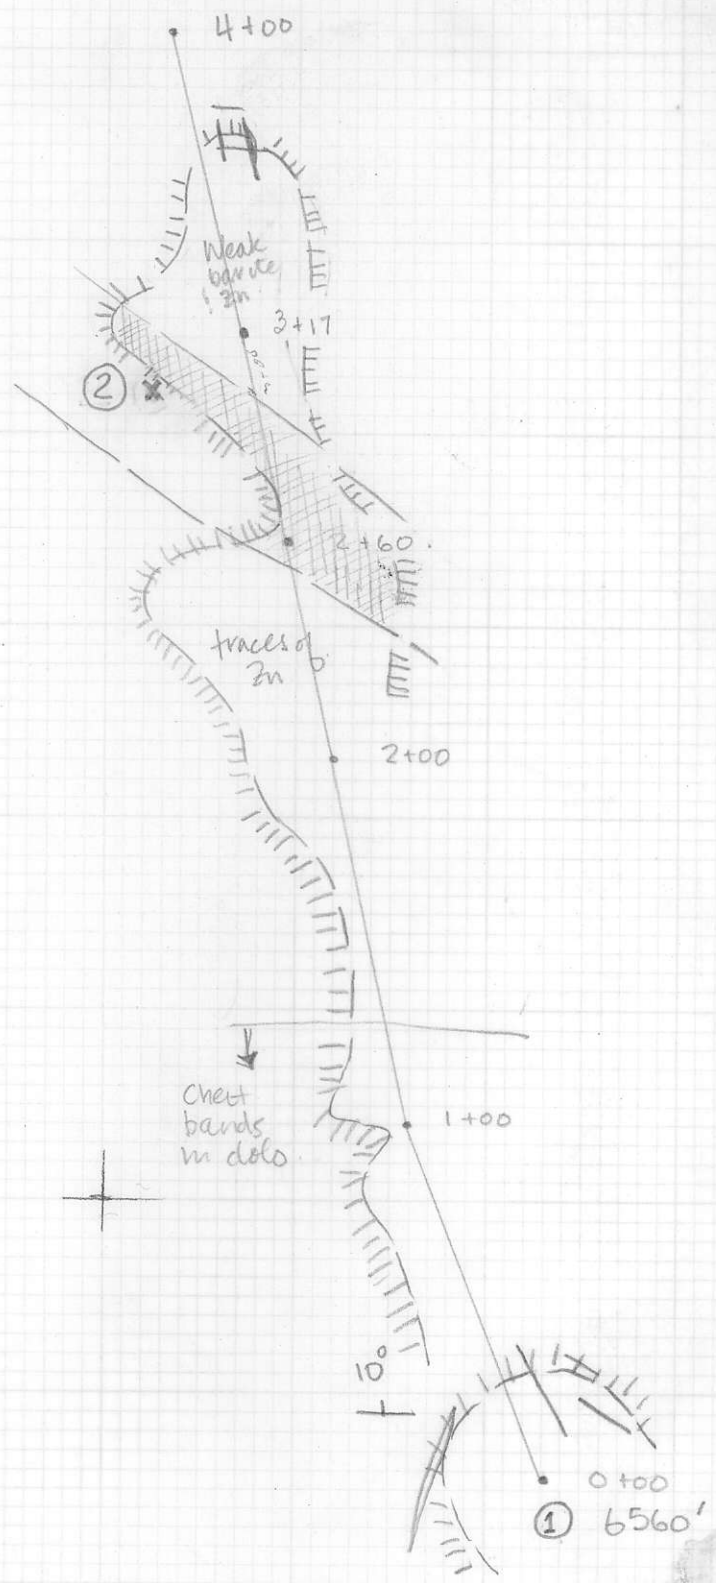 4+00
Weak
barite
& Zn
3+17
2
2+60
traces of
Zn
2+00
Chert
bands
in dolo
1+00
10°
0+00
1 6560'